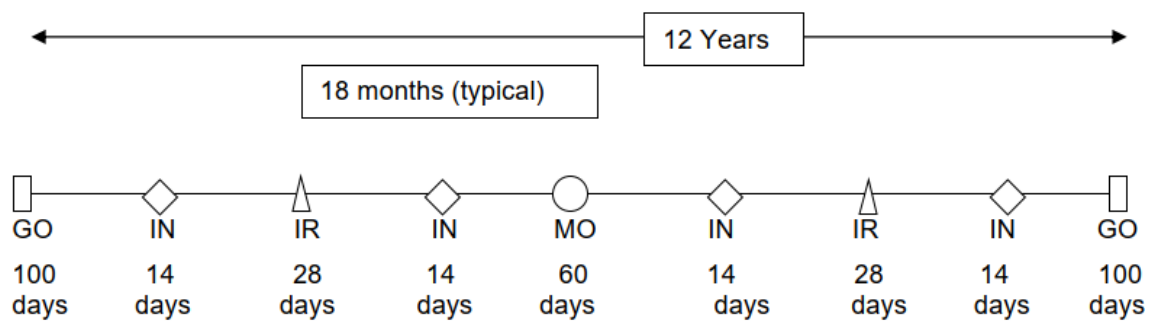 12 Years
18 months (typical)
GO IN IR IN MO IN IR IN GO
100 14 28 14 60 14 28 14 100
days days days days days days days days days